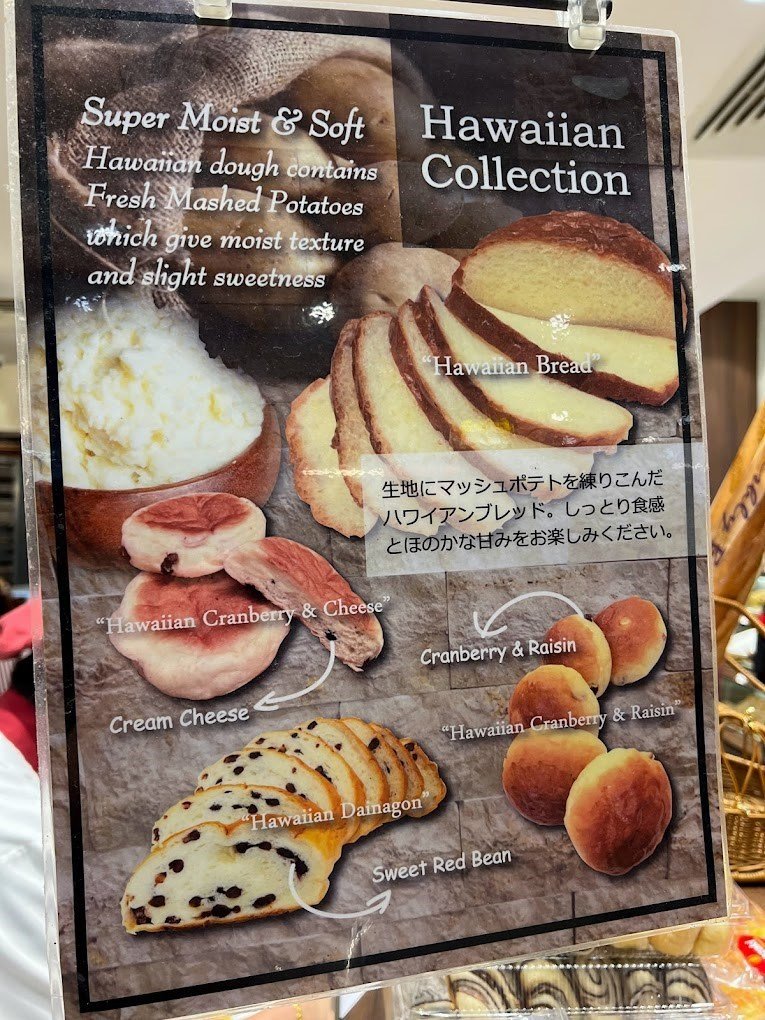 Super Moist & Soft
Hawaiian dough contains
Fresh Mashed Potatoes
which give moist texture
and slight sweetness
Hawaiian
Collection
“Hawaiian Bread”
生地にマッシュポテトを練りこんだ
ハワイアンブレッド。しっとり食感
とほのかな甘みをお楽しみください。
“Hawaiian Cranberry & Cheese”
Cream Cheese
Cranberry & Raisin
“Hawaiian Cranberry & Raisin”
“Hawaiian Dainagon”
Sweet Red Bean